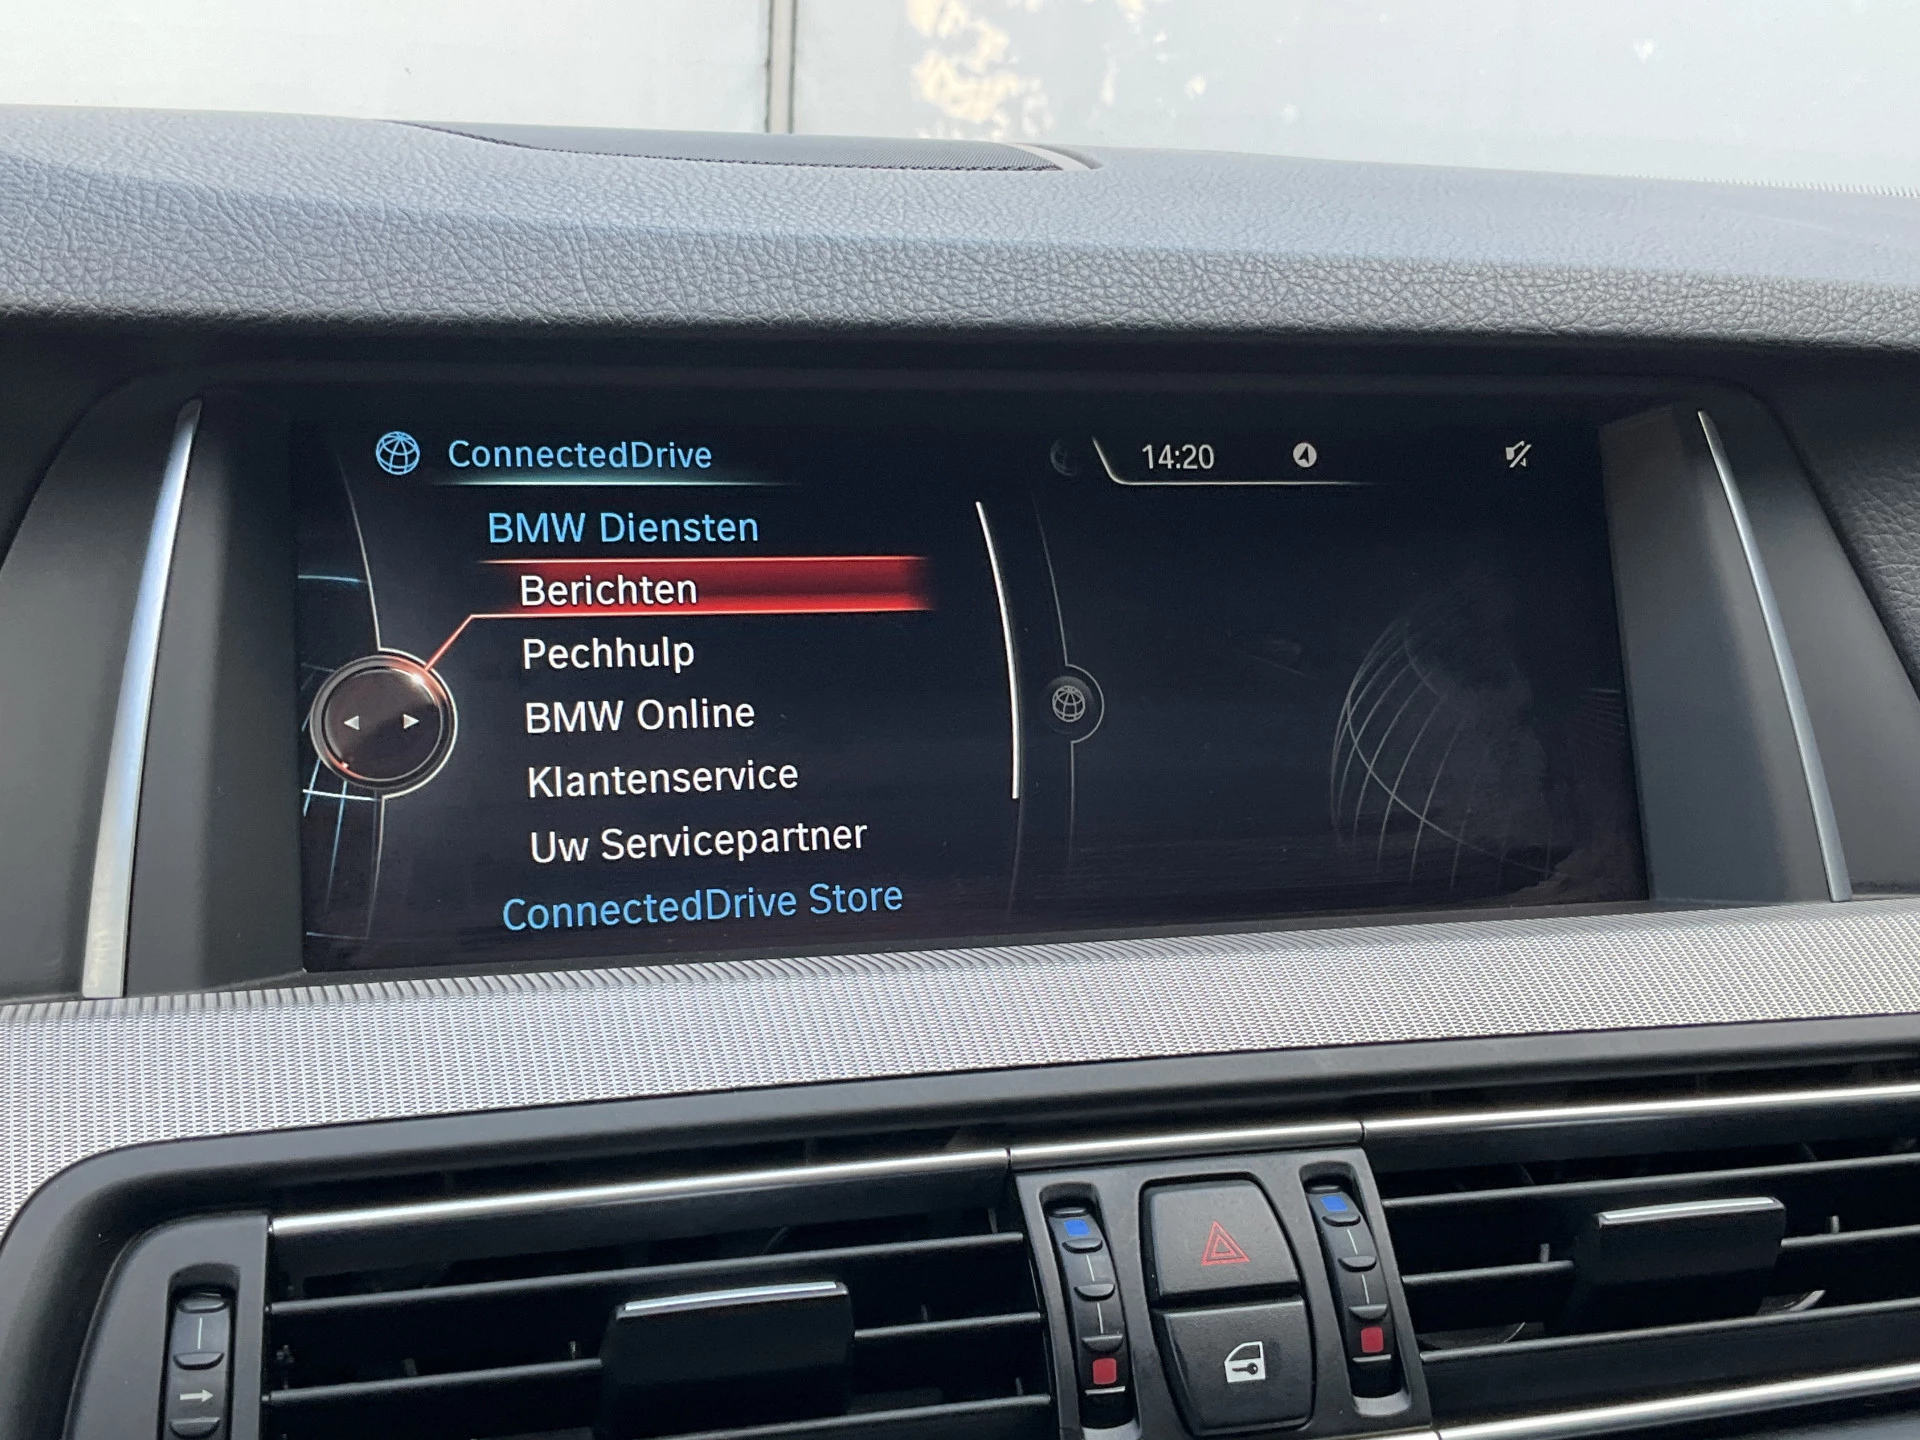 ConnectedDrive
14:20
BMW Diensten
Berichten
Pechhulp
BMW Online
Klantenservice
Uw Servicepartner
ConnectedDrive Store